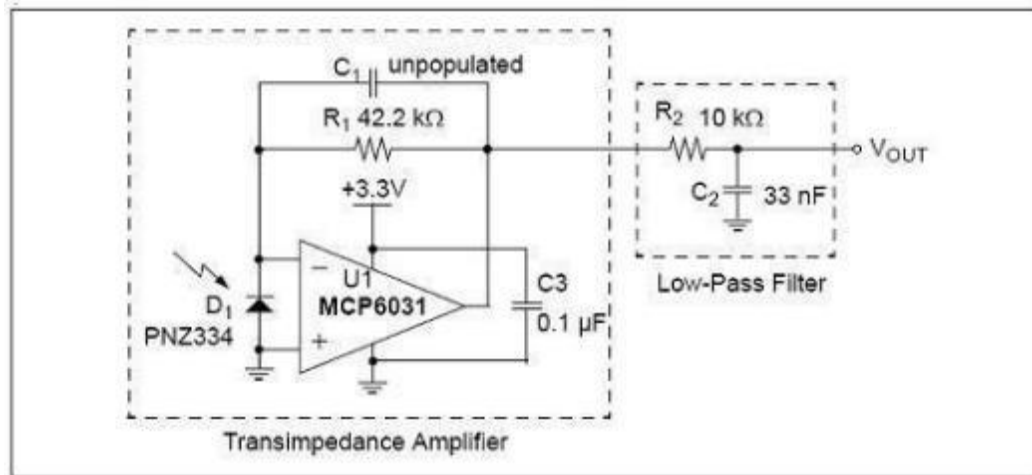 C1 unpopulated
R1 42.2 kΩ
+3.3V
U1
MCP6031
D1
PNZ334
C3
0.1 µF
Transimpedance Amplifier
R2 10 kΩ
C2 33 nF
Low-Pass Filter
VOUT
−
+